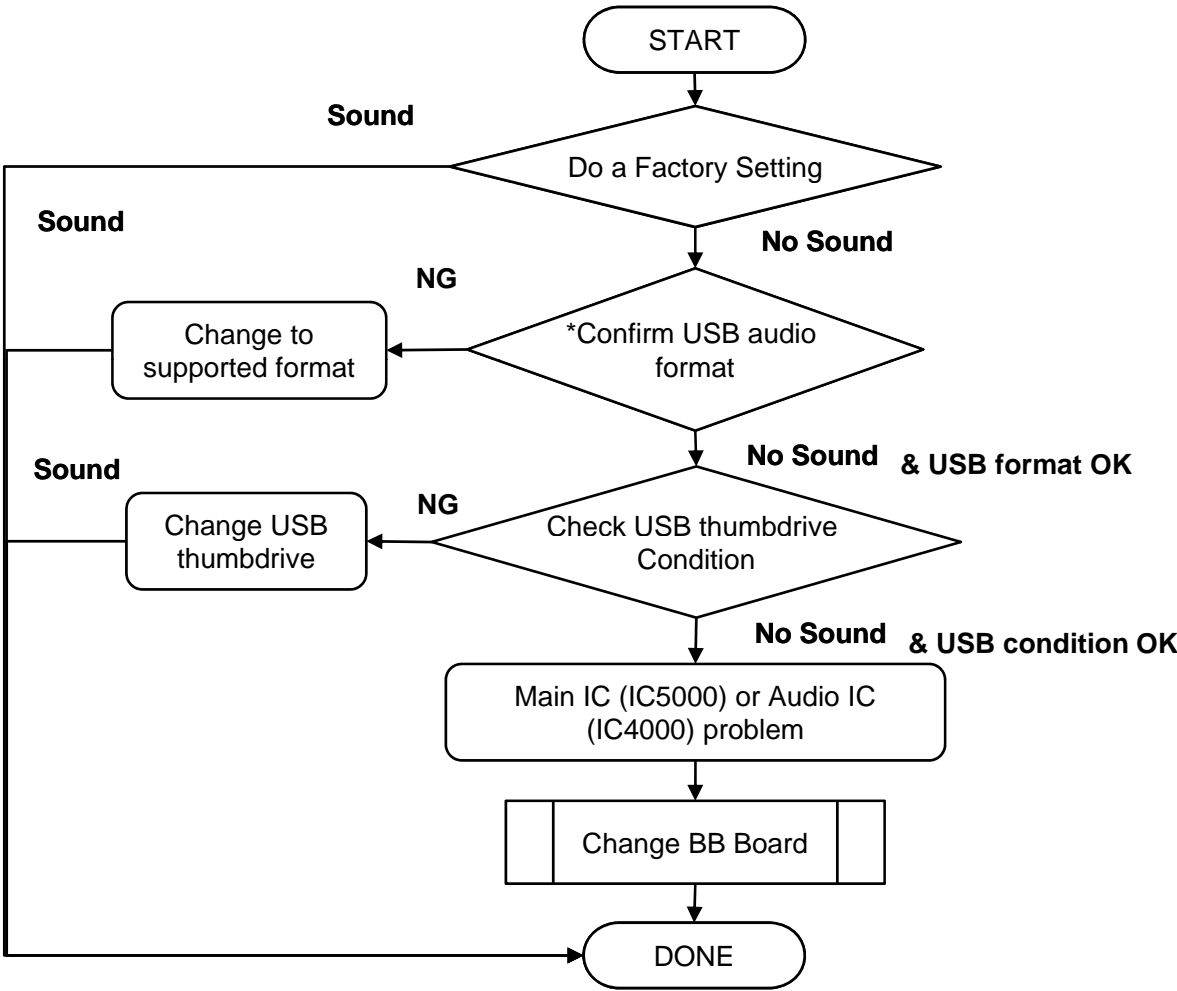 START
Sound
Do a Factory Setting
Sound
No Sound
NG
Change to
supported format
*Confirm USB audio
format
Sound
No Sound & USB format OK
NG
Change USB
thumbdrive
Check USB thumbdrive
Condition
No Sound & USB condition OK
Main IC (IC5000) or Audio IC
(IC4000) problem
Change BB Board
DONE